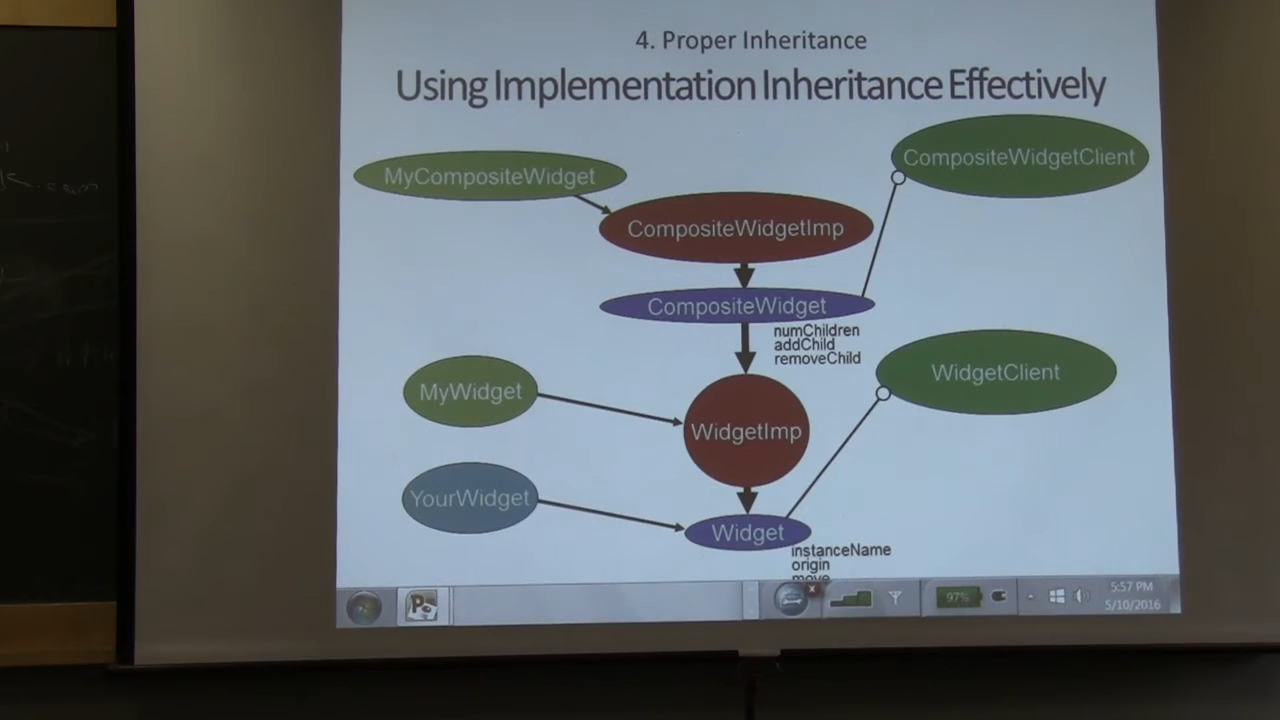 4. Proper Inheritance
Using Implementation Inheritance Effectively
CompositeWidgetClient
MyCompositeWidget
CompositeWidgetImp
CompositeWidget
numChildren
addChild
removeChild
WidgetClient
MyWidget
WidgetImp
YourWidget
Widget
instanceName
origin
move
97%
5:57 PM
5/10/2016